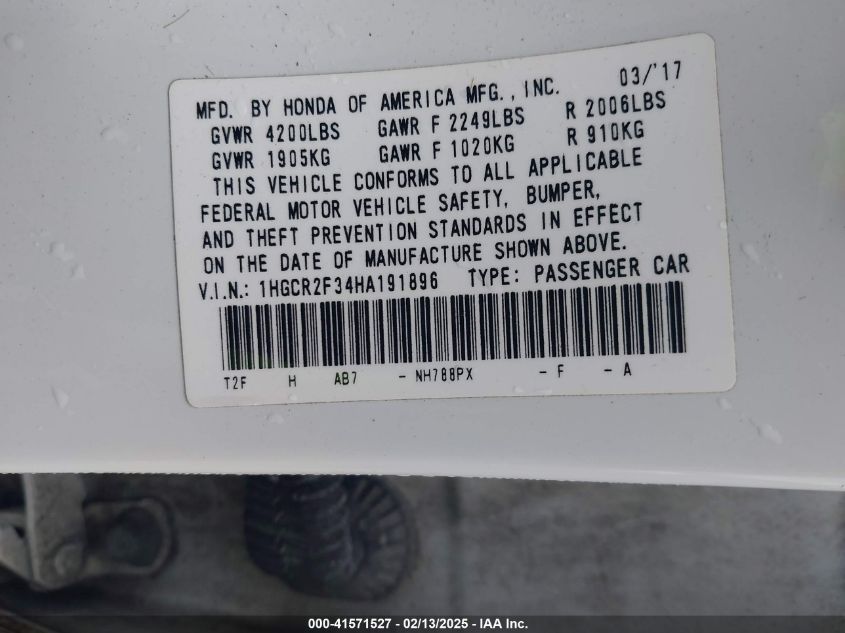 MFD. BY HONDA OF AMERICA MFG., INC. 03/'17
GVWR 4200LBS GAWR F 2249LBS R 2006LBS
GVWR 1905KG GAWR F 1020KG R 910KG
THIS VEHICLE CONFORMS TO ALL APPLICABLE
FEDERAL MOTOR VEHICLE SAFETY, BUMPER,
AND THEFT PREVENTION STANDARDS IN EFFECT
ON THE DATE OF MANUFACTURE SHOWN ABOVE.
V.I.N.: 1HGCR2F34HA191896 TYPE: PASSENGER CAR
T2F H AB7 - NH788PX - F - A
000-41571527 - 02/13/2025 - IAA Inc.